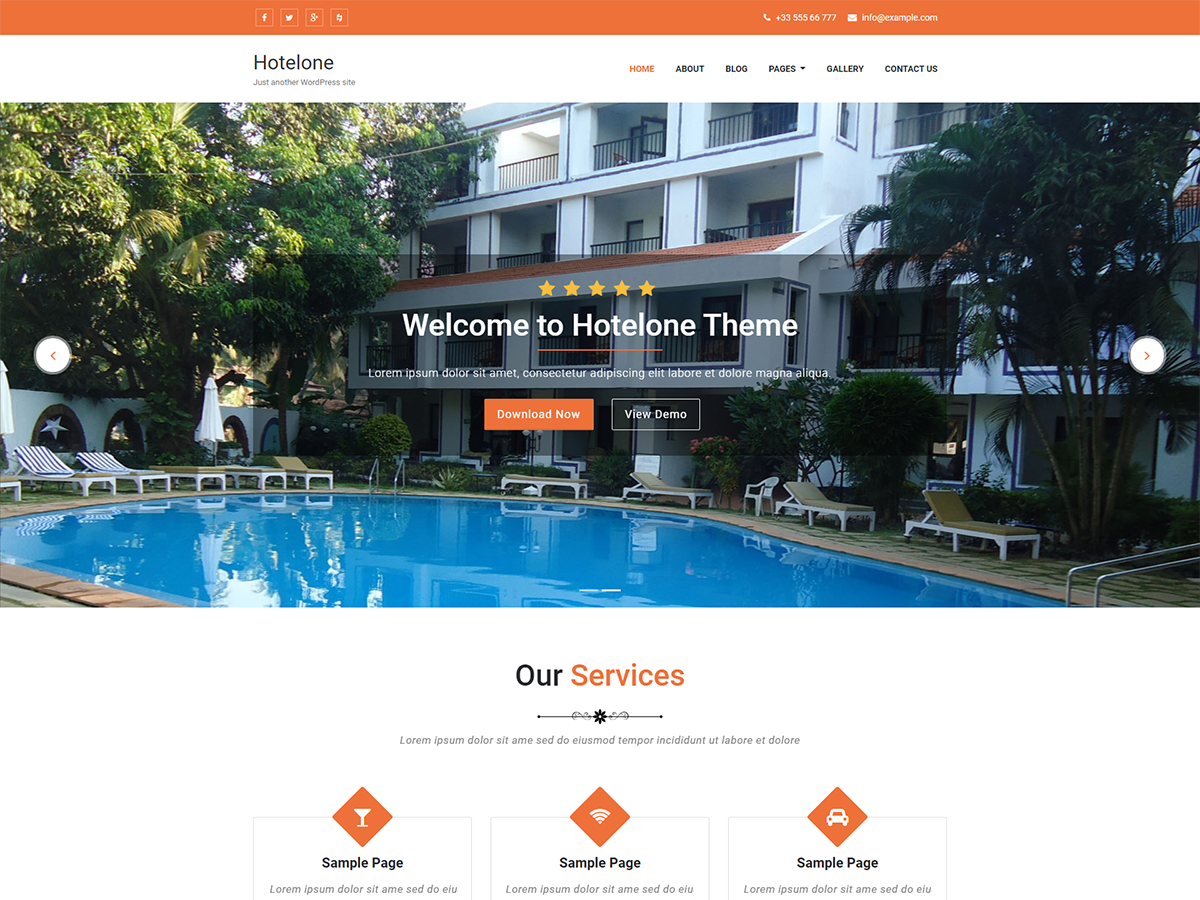 +33 555 66 777 info@example.com
Hotelone
Just another WordPress site
HOME ABOUT BLOG PAGES GALLERY CONTACT US
Welcome to Hotelone Theme
Lorem ipsum dolor sit amet, consectetur adipiscing elit labore et dolore magna aliqua.
Download Now View Demo
Our Services
Lorem ipsum dolor sit ame sed do eiusmod tempor incididunt ut labore et dolore
Sample Page Sample Page Sample Page
Lorem ipsum dolor sit ame sed do eiu Lorem ipsum dolor sit ame sed do eiu Lorem ipsum dolor sit ame sed do eiu